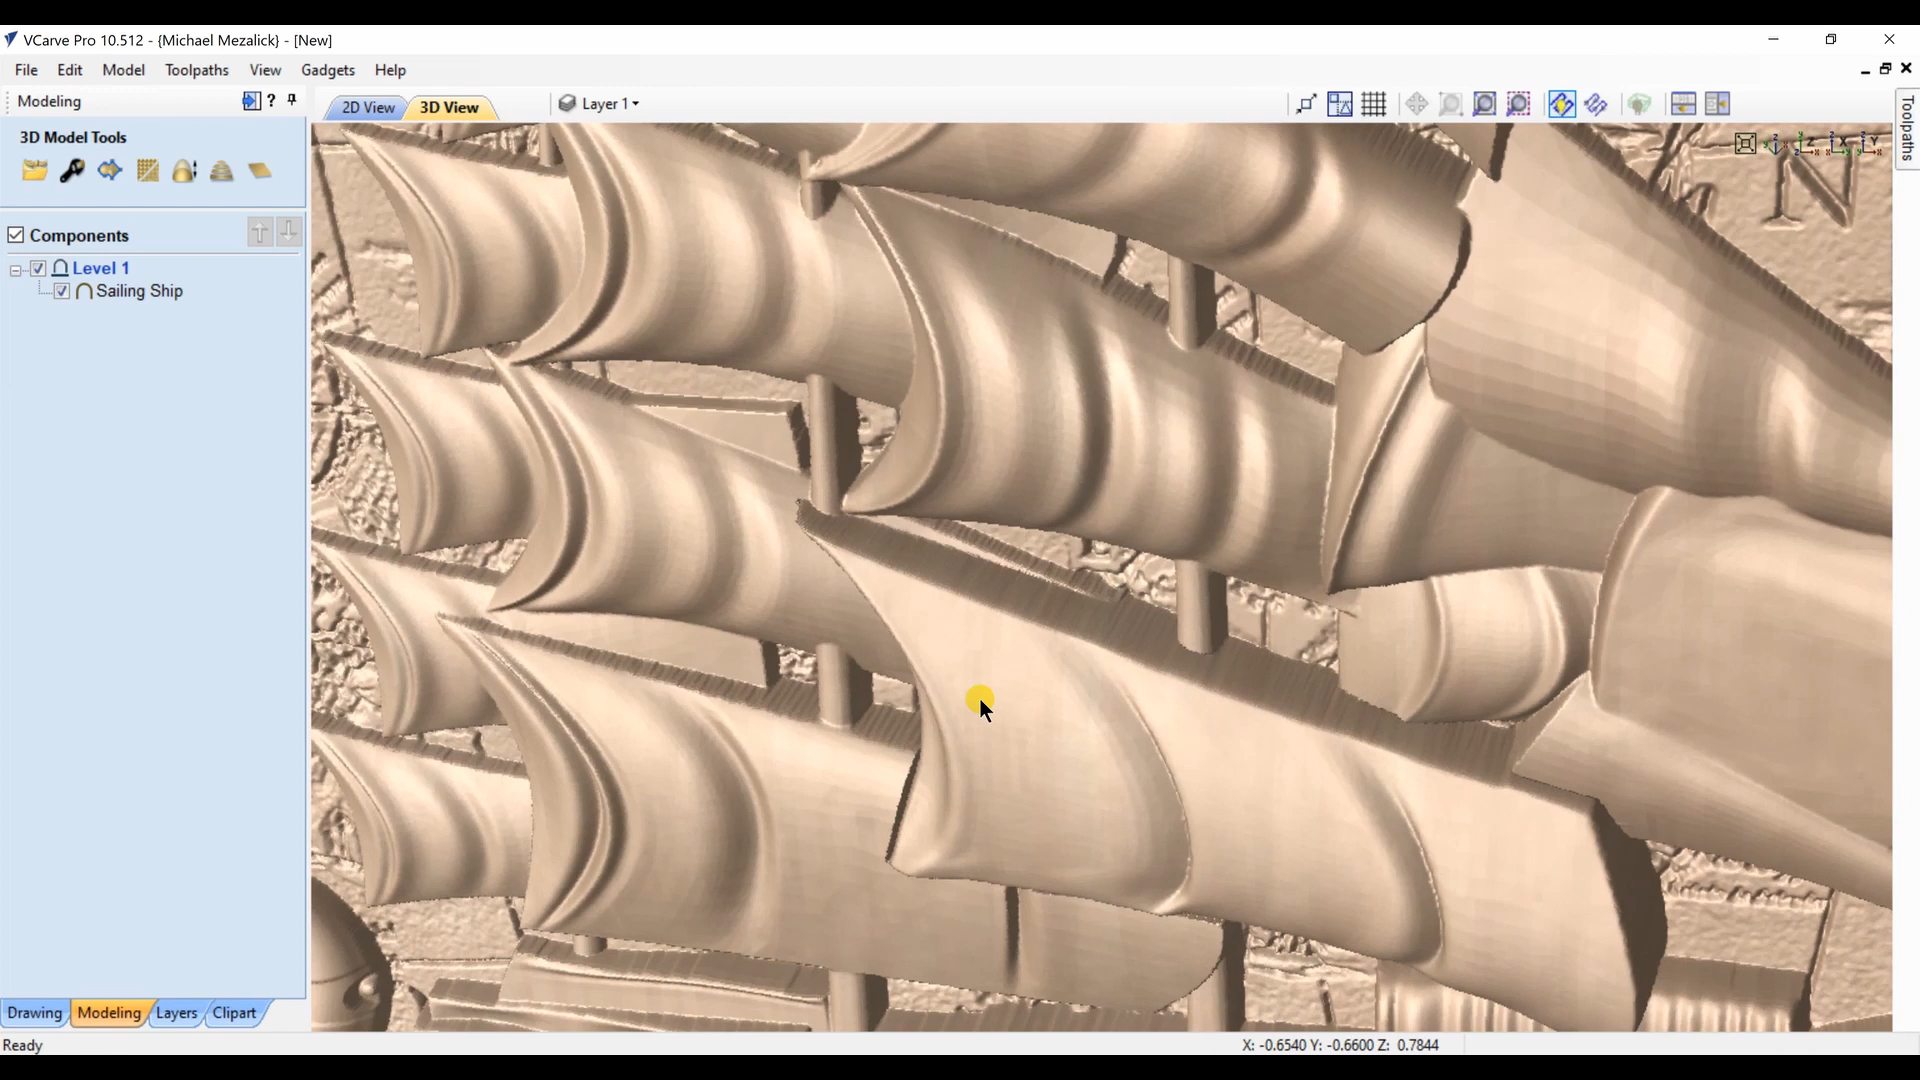 VCarve Pro 10.512 - {Michael Mezalick} - [New]
File Edit Model Toolpaths View Gadgets Help
Modeling
2D View 3D View Layer 1
Toolpaths
3D Model Tools
N
Components
Level 1
Sailing Ship
Drawing Modeling Layers Clipart
Ready X: -0.6540 Y: -0.6600 Z: 0.7844